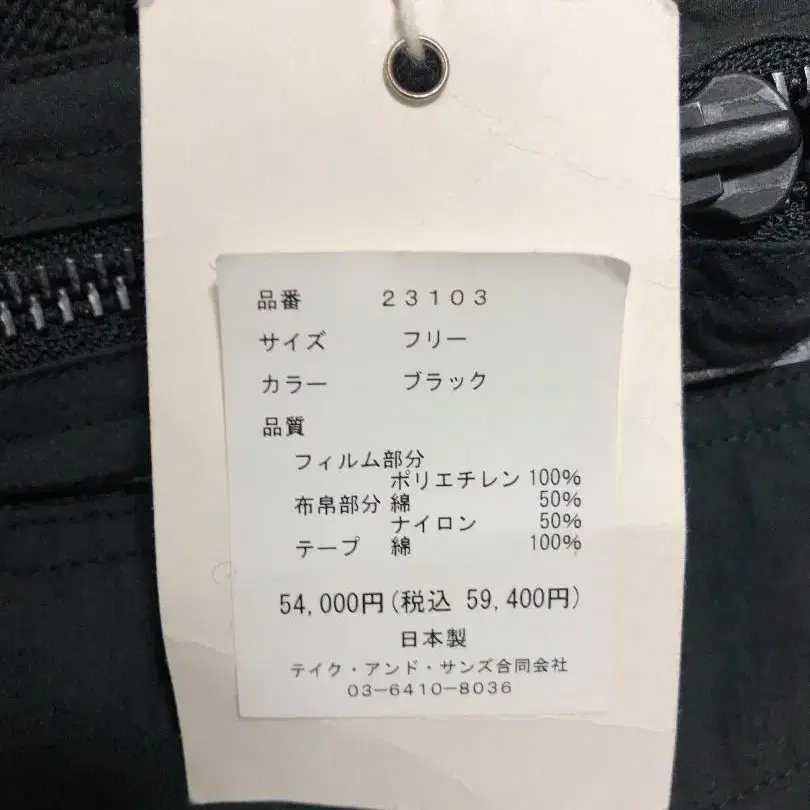 品番 23103
サイズ フリー
カラー ブラック
品質
フィルム部分
ポリエチレン 100%
布帛部分 綿 50%
ナイロン 50%
テープ 綿 100%
54,000円(税込 59,400円)
日本製
テイク・アンド・サンズ合同会社
03-6410-8036